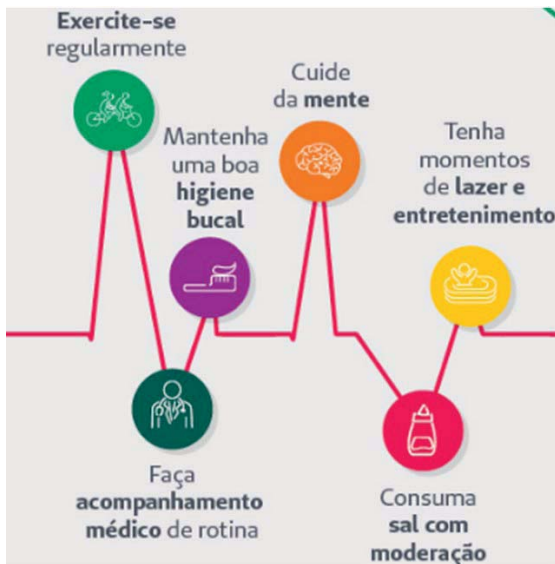 Exercite-se
regularmente
Mantenha
uma boa
higiene
bucal
Cuide
da mente
Tenha
momentos
de lazer e
entretenimento
Faça
acompanhamento
médico de rotina
Consuma
sal com
moderação